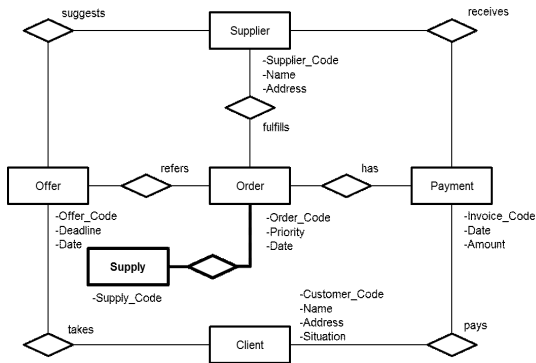 suggests
Supplier
receives
-Supplier_Code
-Name
-Address
fulfills
refers
has
Offer
Order
Payment
-Offer_Code
-Deadline
-Date
-Order_Code
-Priority
-Date
-Invoice_Code
-Date
-Amount
Supply
-Supply_Code
-Customer_Code
-Name
-Address
-Situation
takes
Client
pays